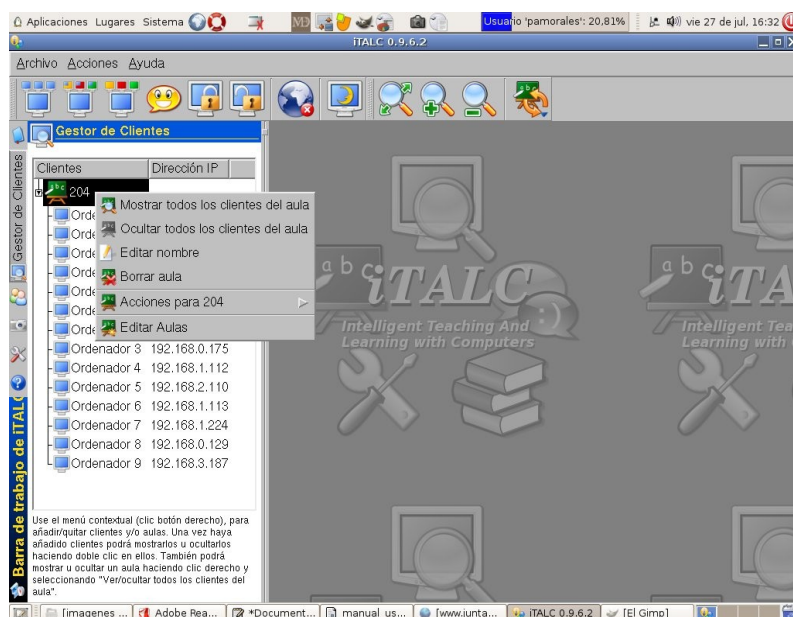 Aplicaciones Lugares Sistema
Usuario 'pamorales': 20,81%
vie 27 de jul, 16:32
iTALC 0.9.6.2
Archivo Acciones Ayuda
Gestor de Clientes
Gestor de Clientes
Barra de trabajo de iTALC
Clientes Dirección IP
204
Mostrar todos los clientes del aula
Ocultar todos los clientes del aula
Editar nombre
Borrar aula
Acciones para 204
Editar Aulas
Ordenador 3 192.168.0.175
Ordenador 4 192.168.1.112
Ordenador 5 192.168.2.110
Ordenador 6 192.168.1.113
Ordenador 7 192.168.1.224
Ordenador 8 192.168.0.129
Ordenador 9 192.168.3.187
Use el menú contextual (clic botón derecho), para
añadir/quitar clientes y/o aulas. Una vez haya
añadido clientes podrá mostrarlos u ocultarlos
haciendo doble clic en ellos. También podrá
mostrar u ocultar un aula haciendo clic derecho y
seleccionando "Ver/ocultar todos los clientes del
aula".
a b c
iTALC
Intelligent Teaching And
Learning with Computers
a b c
iTA
Intelligent Tea
Learning with
[imagenes ... Adobe Rea... *Document... manual us... [www.junta... iTALC 0.9.6.2 [El Gimp]